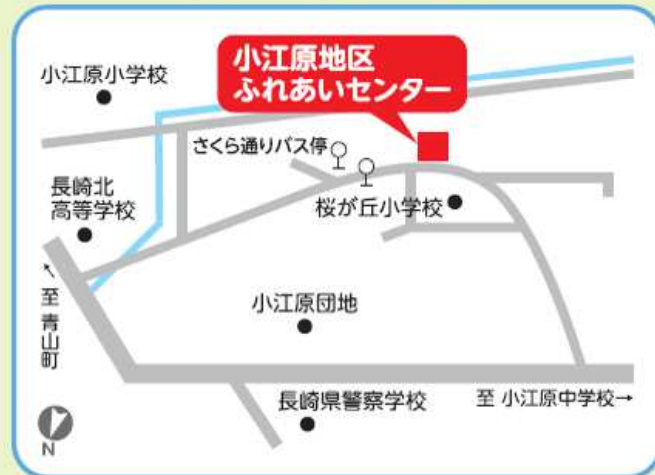 小江原地区
ふれあいセンター
小江原小学校
さくら通りバス停
長崎北
高等学校
桜が丘小学校
↖至 青山町
小江原団地
長崎県警察学校
至 小江原中学校→
N